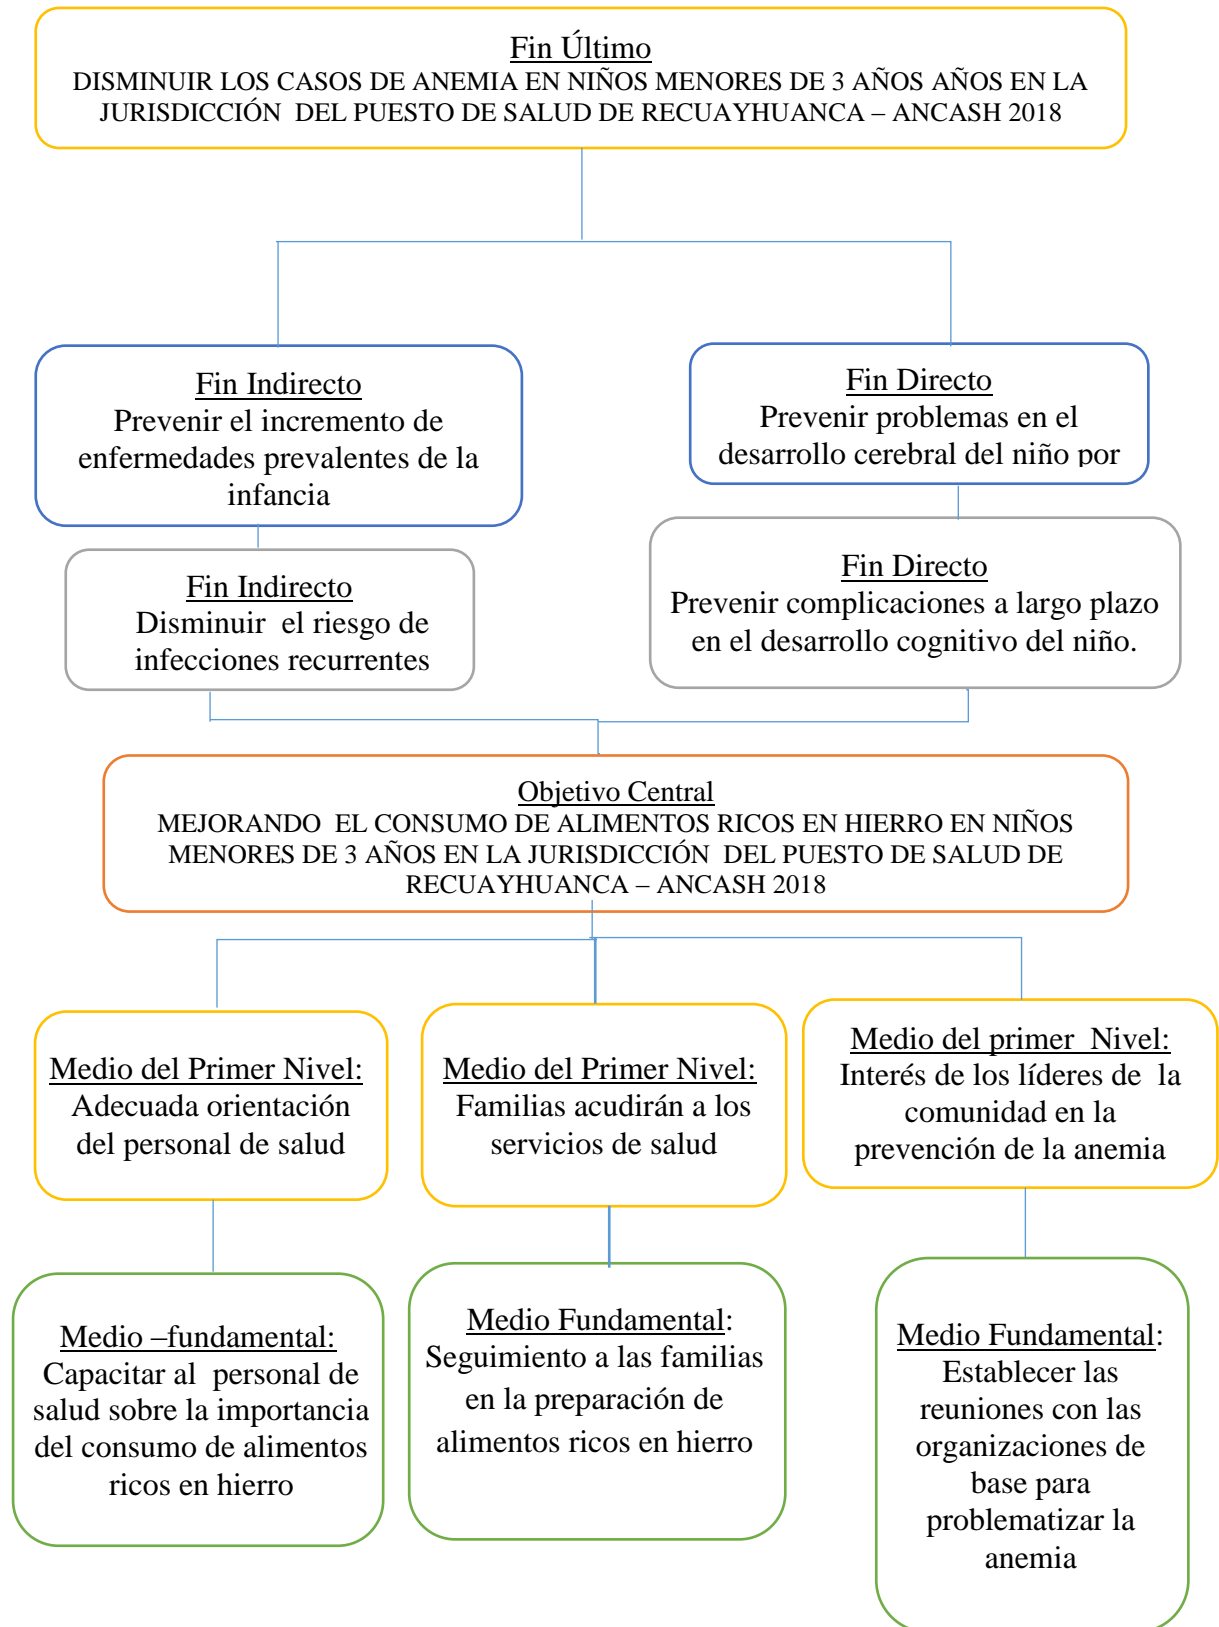 Fin Último
DISMINUIR LOS CASOS DE ANEMIA EN NIÑOS MENORES DE 3 AÑOS AÑOS EN LA
JURISDICCIÓN DEL PUESTO DE SALUD DE RECUAYHUANCA – ANCASH 2018
Fin Indirecto
Prevenir el incremento de
enfermedades prevalentes de la
infancia
Fin Directo
Prevenir problemas en el
desarrollo cerebral del niño por
Fin Indirecto
Disminuir el riesgo de
infecciones recurrentes
Fin Directo
Prevenir complicaciones a largo plazo
en el desarrollo cognitivo del niño.
Objetivo Central
MEJORANDO EL CONSUMO DE ALIMENTOS RICOS EN HIERRO EN NIÑOS
MENORES DE 3 AÑOS EN LA JURISDICCIÓN DEL PUESTO DE SALUD DE
RECUAYHUANCA – ANCASH 2018
Medio del Primer Nivel:
Adecuada orientación
del personal de salud
Medio del Primer Nivel:
Familias acudirán a los
servicios de salud
Medio del primer Nivel:
Interés de los líderes de la
comunidad en la
prevención de la anemia
Medio –fundamental:
Capacitar al personal de
salud sobre la importancia
del consumo de alimentos
ricos en hierro
Medio Fundamental:
Seguimiento a las familias
en la preparación de
alimentos ricos en hierro
Medio Fundamental:
Establecer las
reuniones con las
organizaciones de
base para
problematizar la
anemia